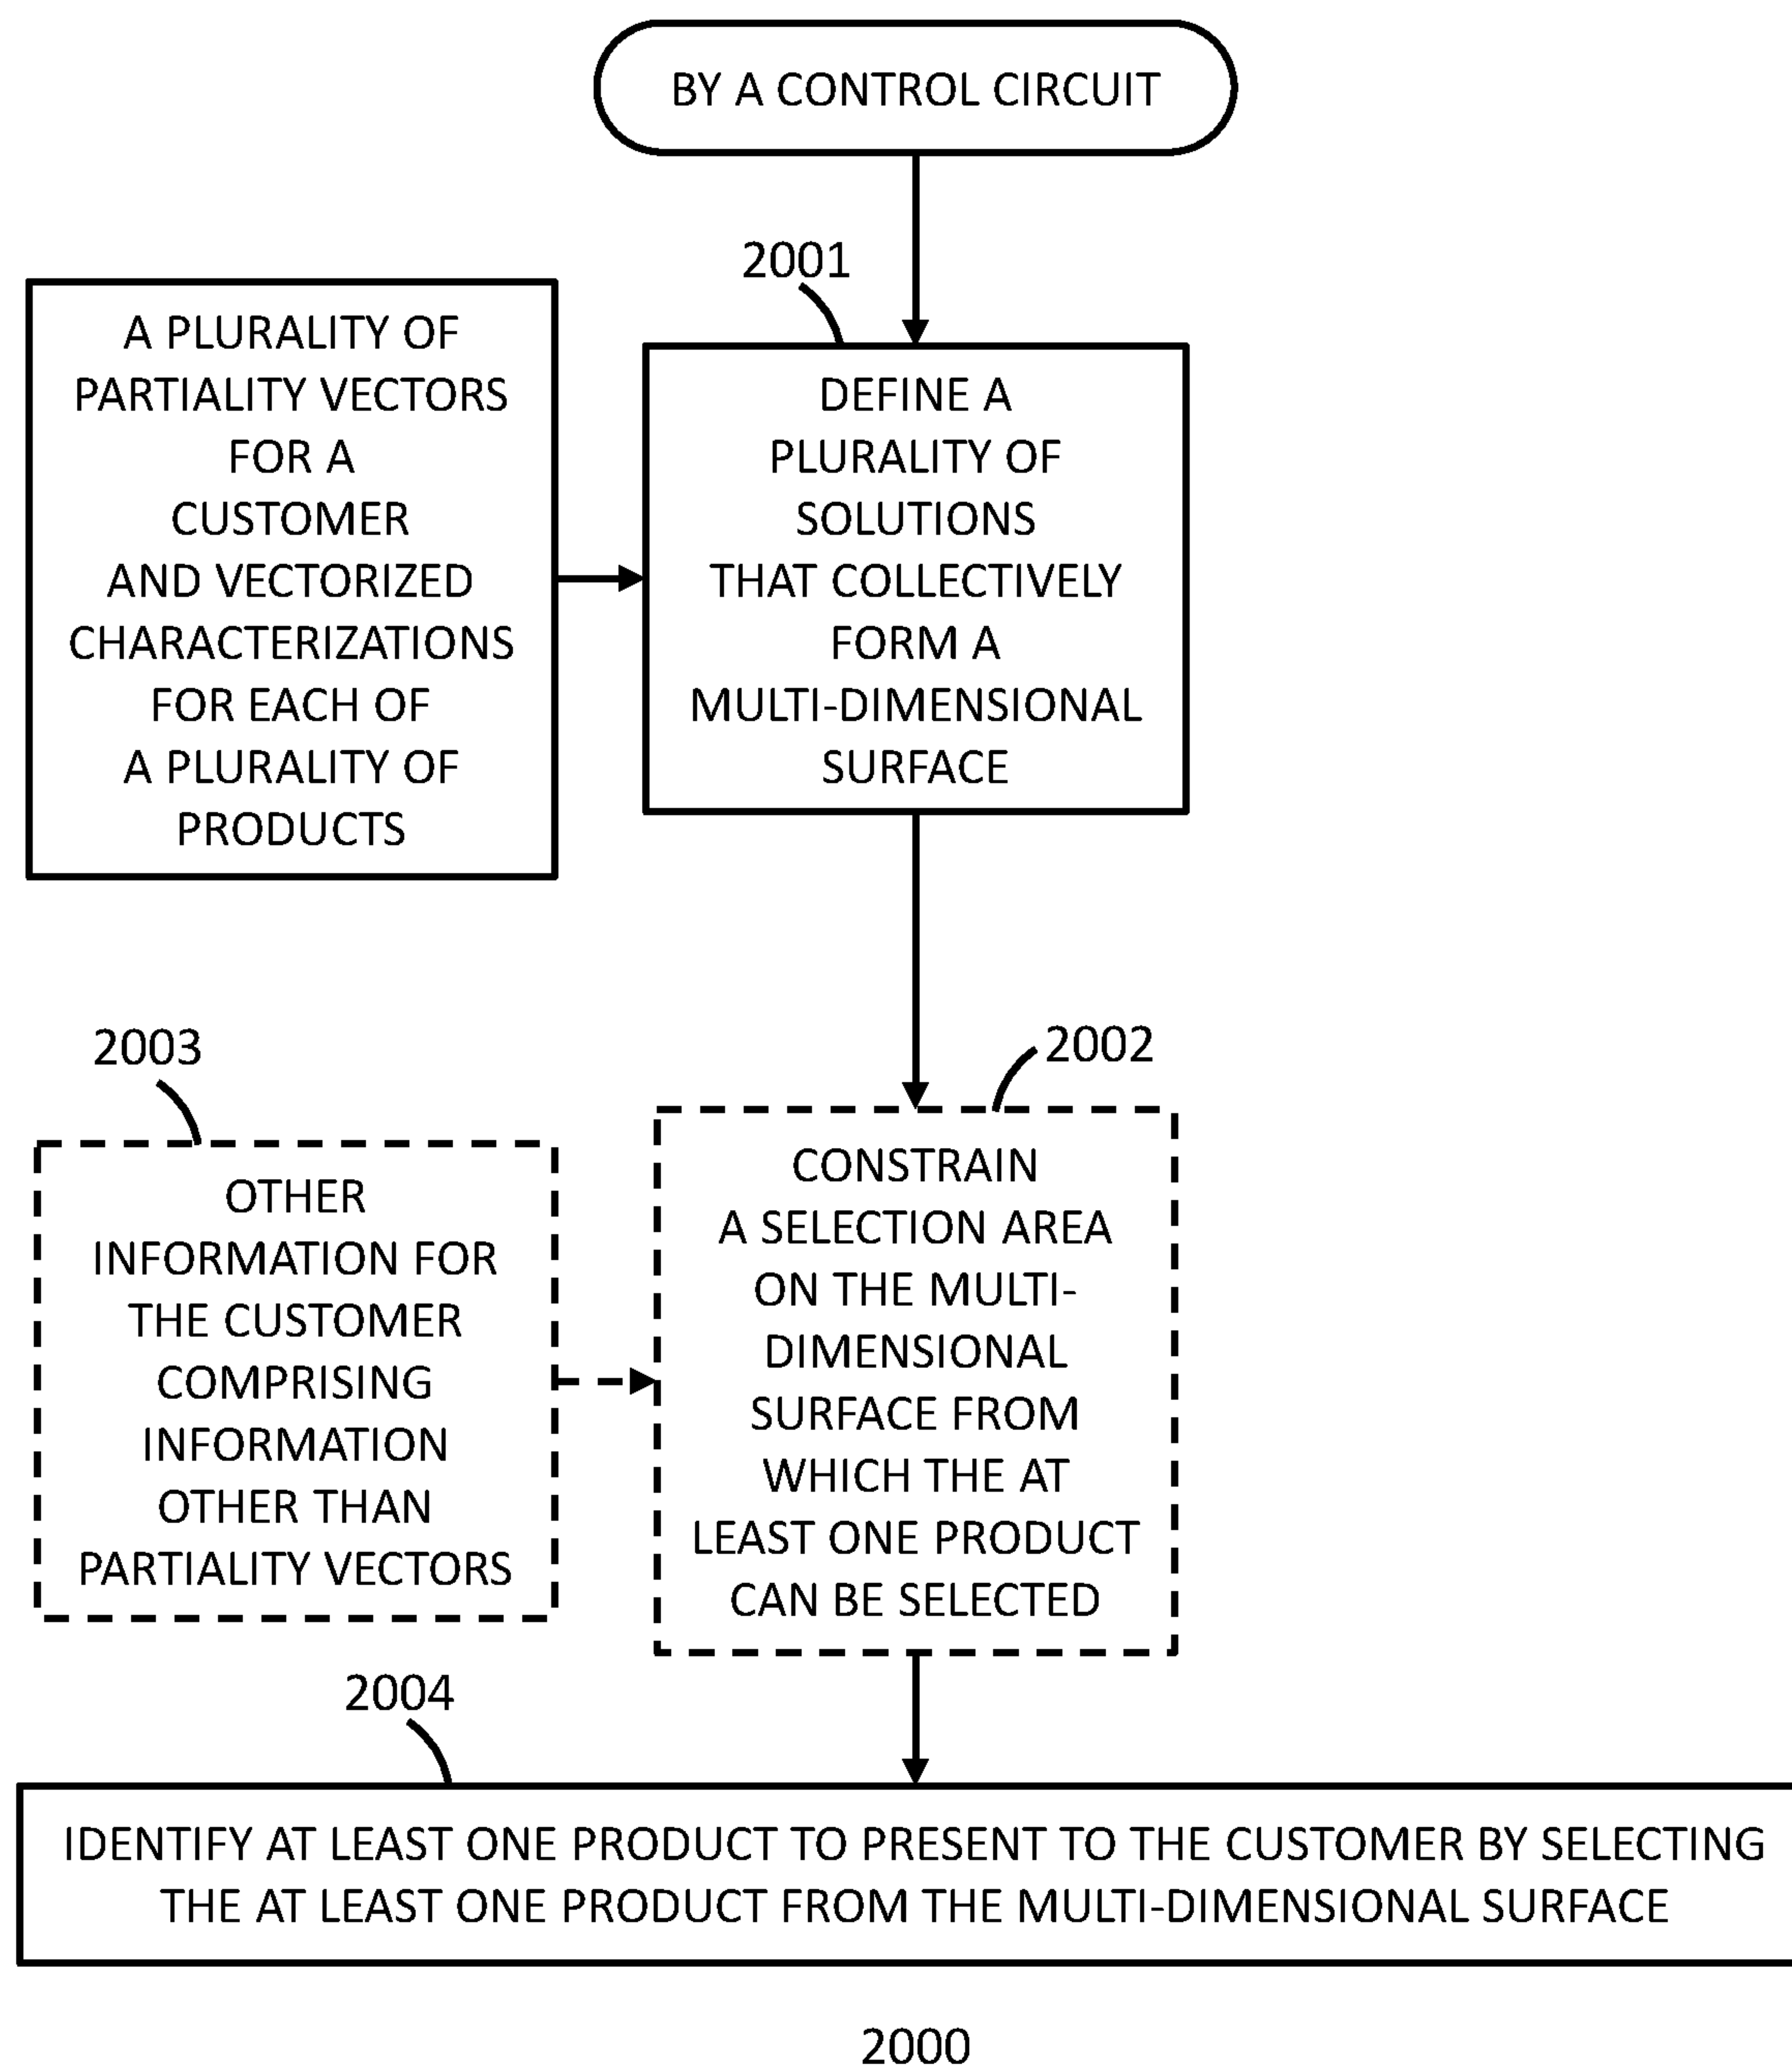 BY A CONTROL CIRCUIT
2001
A PLURALITY OF
PARTIALITY VECTORS
FOR A
CUSTOMER
AND VECTORIZED
CHARACTERIZATIONS
FOR EACH OF
A PLURALITY OF
PRODUCTS
DEFINE A
PLURALITY OF
SOLUTIONS
THAT COLLECTIVELY
FORM A
MULTI-DIMENSIONAL
SURFACE
2003
2002
OTHER
INFORMATION FOR
THE CUSTOMER
COMPRISING
INFORMATION
OTHER THAN
PARTIALITY VECTORS
CONSTRAIN
A SELECTION AREA
ON THE MULTI-
DIMENSIONAL
SURFACE FROM
WHICH THE AT
LEAST ONE PRODUCT
CAN BE SELECTED
2004
IDENTIFY AT LEAST ONE PRODUCT TO PRESENT TO THE CUSTOMER BY SELECTING
THE AT LEAST ONE PRODUCT FROM THE MULTI-DIMENSIONAL SURFACE
2000